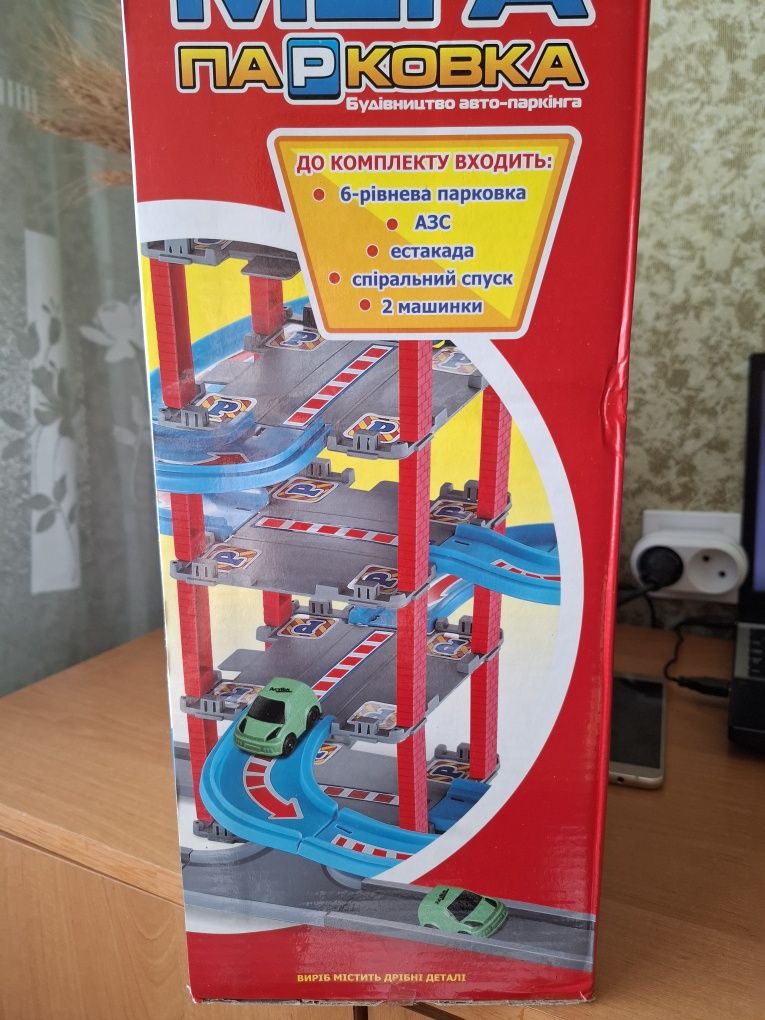 МЕГА
ПАРКОВКА
Будівництво авто-паркінга
ДО КОМПЛЕКТУ ВХОДИТЬ:
• 6-рівнева парковка
• АЗС
• естакада
• спіральний спуск
• 2 машинки
P
P
P
P
P
P
P
P
P
ВИРІБ МІСТИТЬ ДРІБНІ ДЕТАЛІ